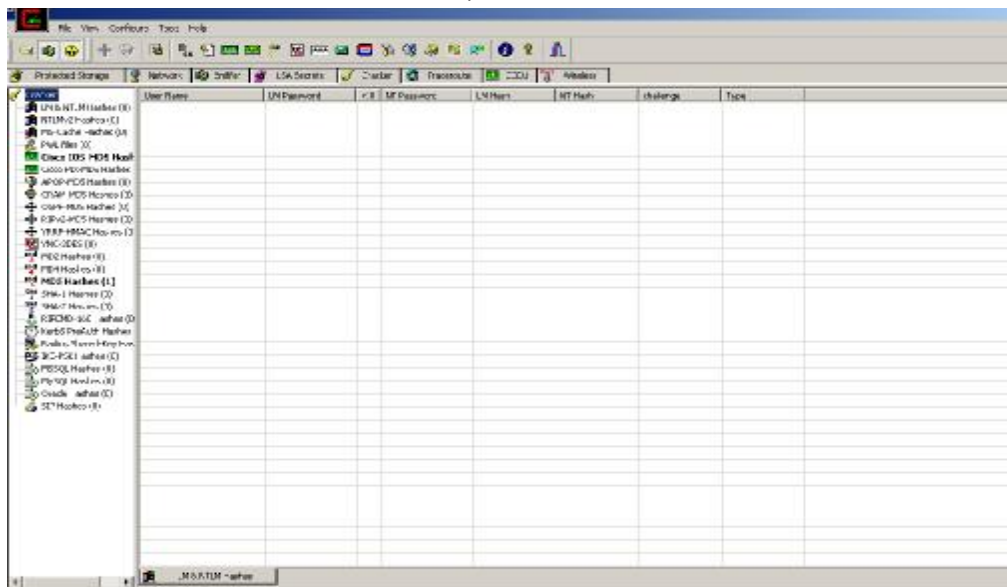 File View Configure Tools Help
Protected Storage Network Sniffer LSA Secrets Cracker Traceroute CCDU Wireless
Cracker
LM & NTLM Hashes (0)
NTLMv2 Hashes (0)
MS-Cache Hashes (0)
PWL files (0)
Cisco IOS-MD5 Hash
Cisco PIX-MD5 Hashes
APOP-MD5 Hashes (0)
CRAM-MD5 Hashes (0)
OSPF-MD5 Hashes (0)
RIPv2-MD5 Hashes (0)
VRRP-HMAC Hashes (0
VNC-3DES (0)
MD2 Hashes (0)
MD4 Hashes (0)
MD5 Hashes (1)
SHA-1 Hashes (0)
SHA-2 Hashes (0)
RIPEMD-160 Hashes (0
Kerb5 PreAuth Hashes
Radius Shared-Key Has
IKE-PSK Hashes (0)
MSSQL Hashes (0)
MySQL Hashes (0)
Oracle Hashes (0)
SIP Hashes (0)
User Name LM Password < 8 NT Password LM Hash NT Hash challenge Type
LM & NTLM Hashes